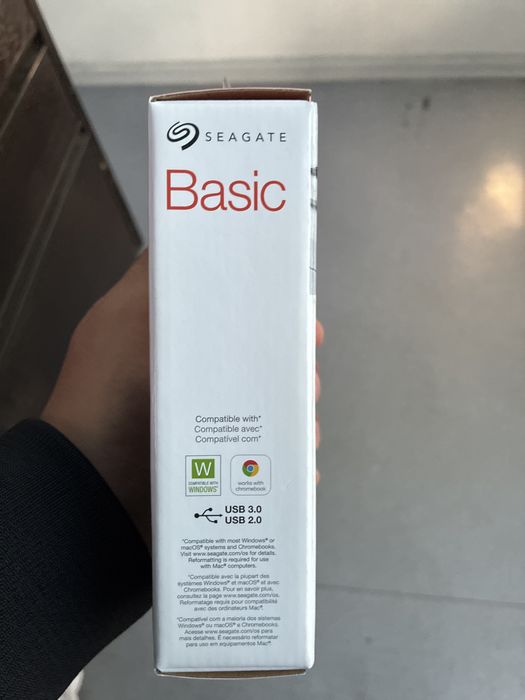 SEAGATE
Basic
Compatible with*
Compatible avec*
Compatível com*
W
COMPATIBLE WITH
WINDOWS®
works with
chromebook
USB 3.0
USB 2.0
*Compatible with most Windows® or
macOS® systems and Chromebooks.
Visit www.seagate.com/os for details.
Reformatting is required for use
with Mac® computers.
*Compatible avec la plupart des
systèmes Windows® et macOS® et avec
Chromebooks. Pour en savoir plus,
consultez la page www.seagate.com/os.
Reformatage requis pour compatibilité
avec des ordinateurs Mac®.
*Compatível com a maioria dos sistemas
Windows® ou macOS® e Chromebooks.
Acesse www.seagate.com/os para
mais detalhes. É necessário reformatar
para uso em equipamentos Mac®.